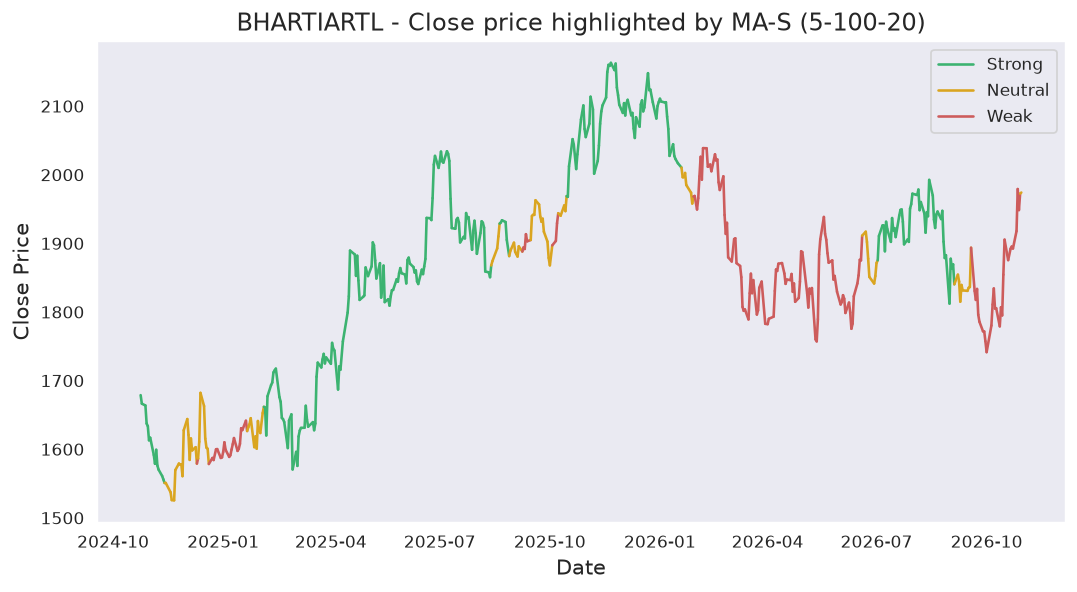 BHARTIARTL - Close price highlighted by MA-S (5-100-20)
Strong
Neutral
Weak
Close Price
2100
2000
1900
1800
1700
1600
1500
2024-10 2025-01 2025-04 2025-07 2025-10 2026-01 2026-04 2026-07 2026-10
Date